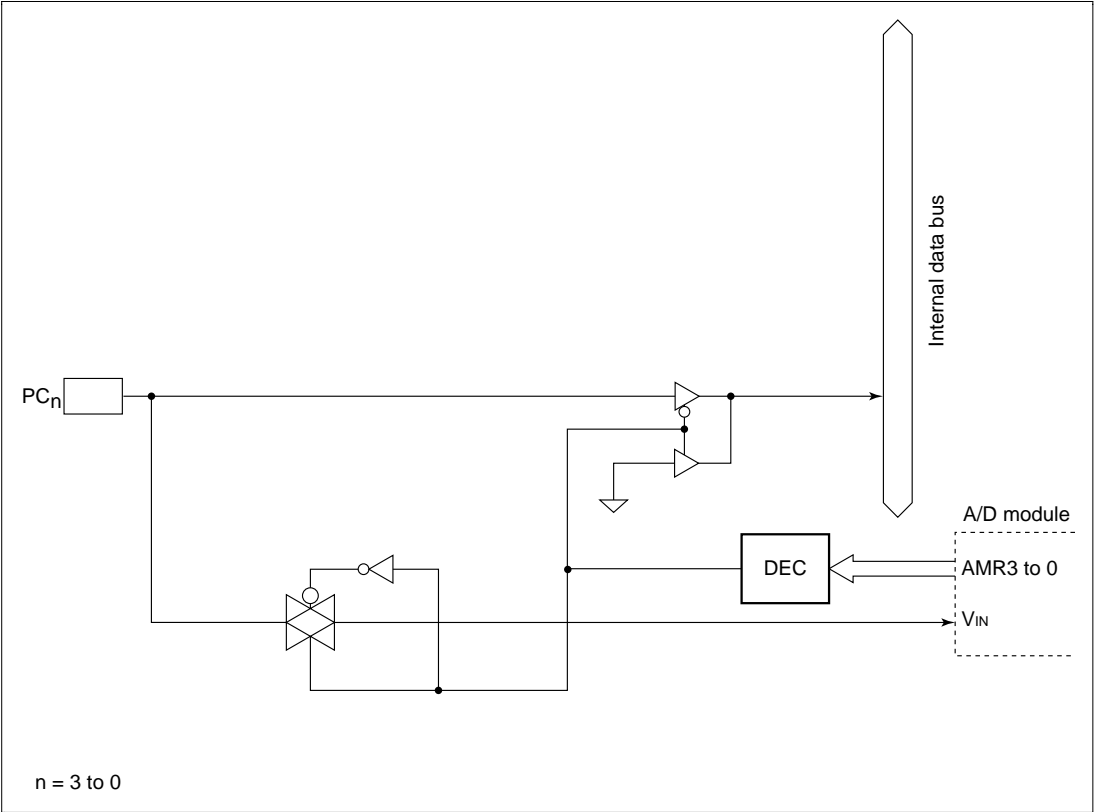 Internal data bus
PCn
A/D module
DEC
AMR3 to 0
VIN
n = 3 to 0